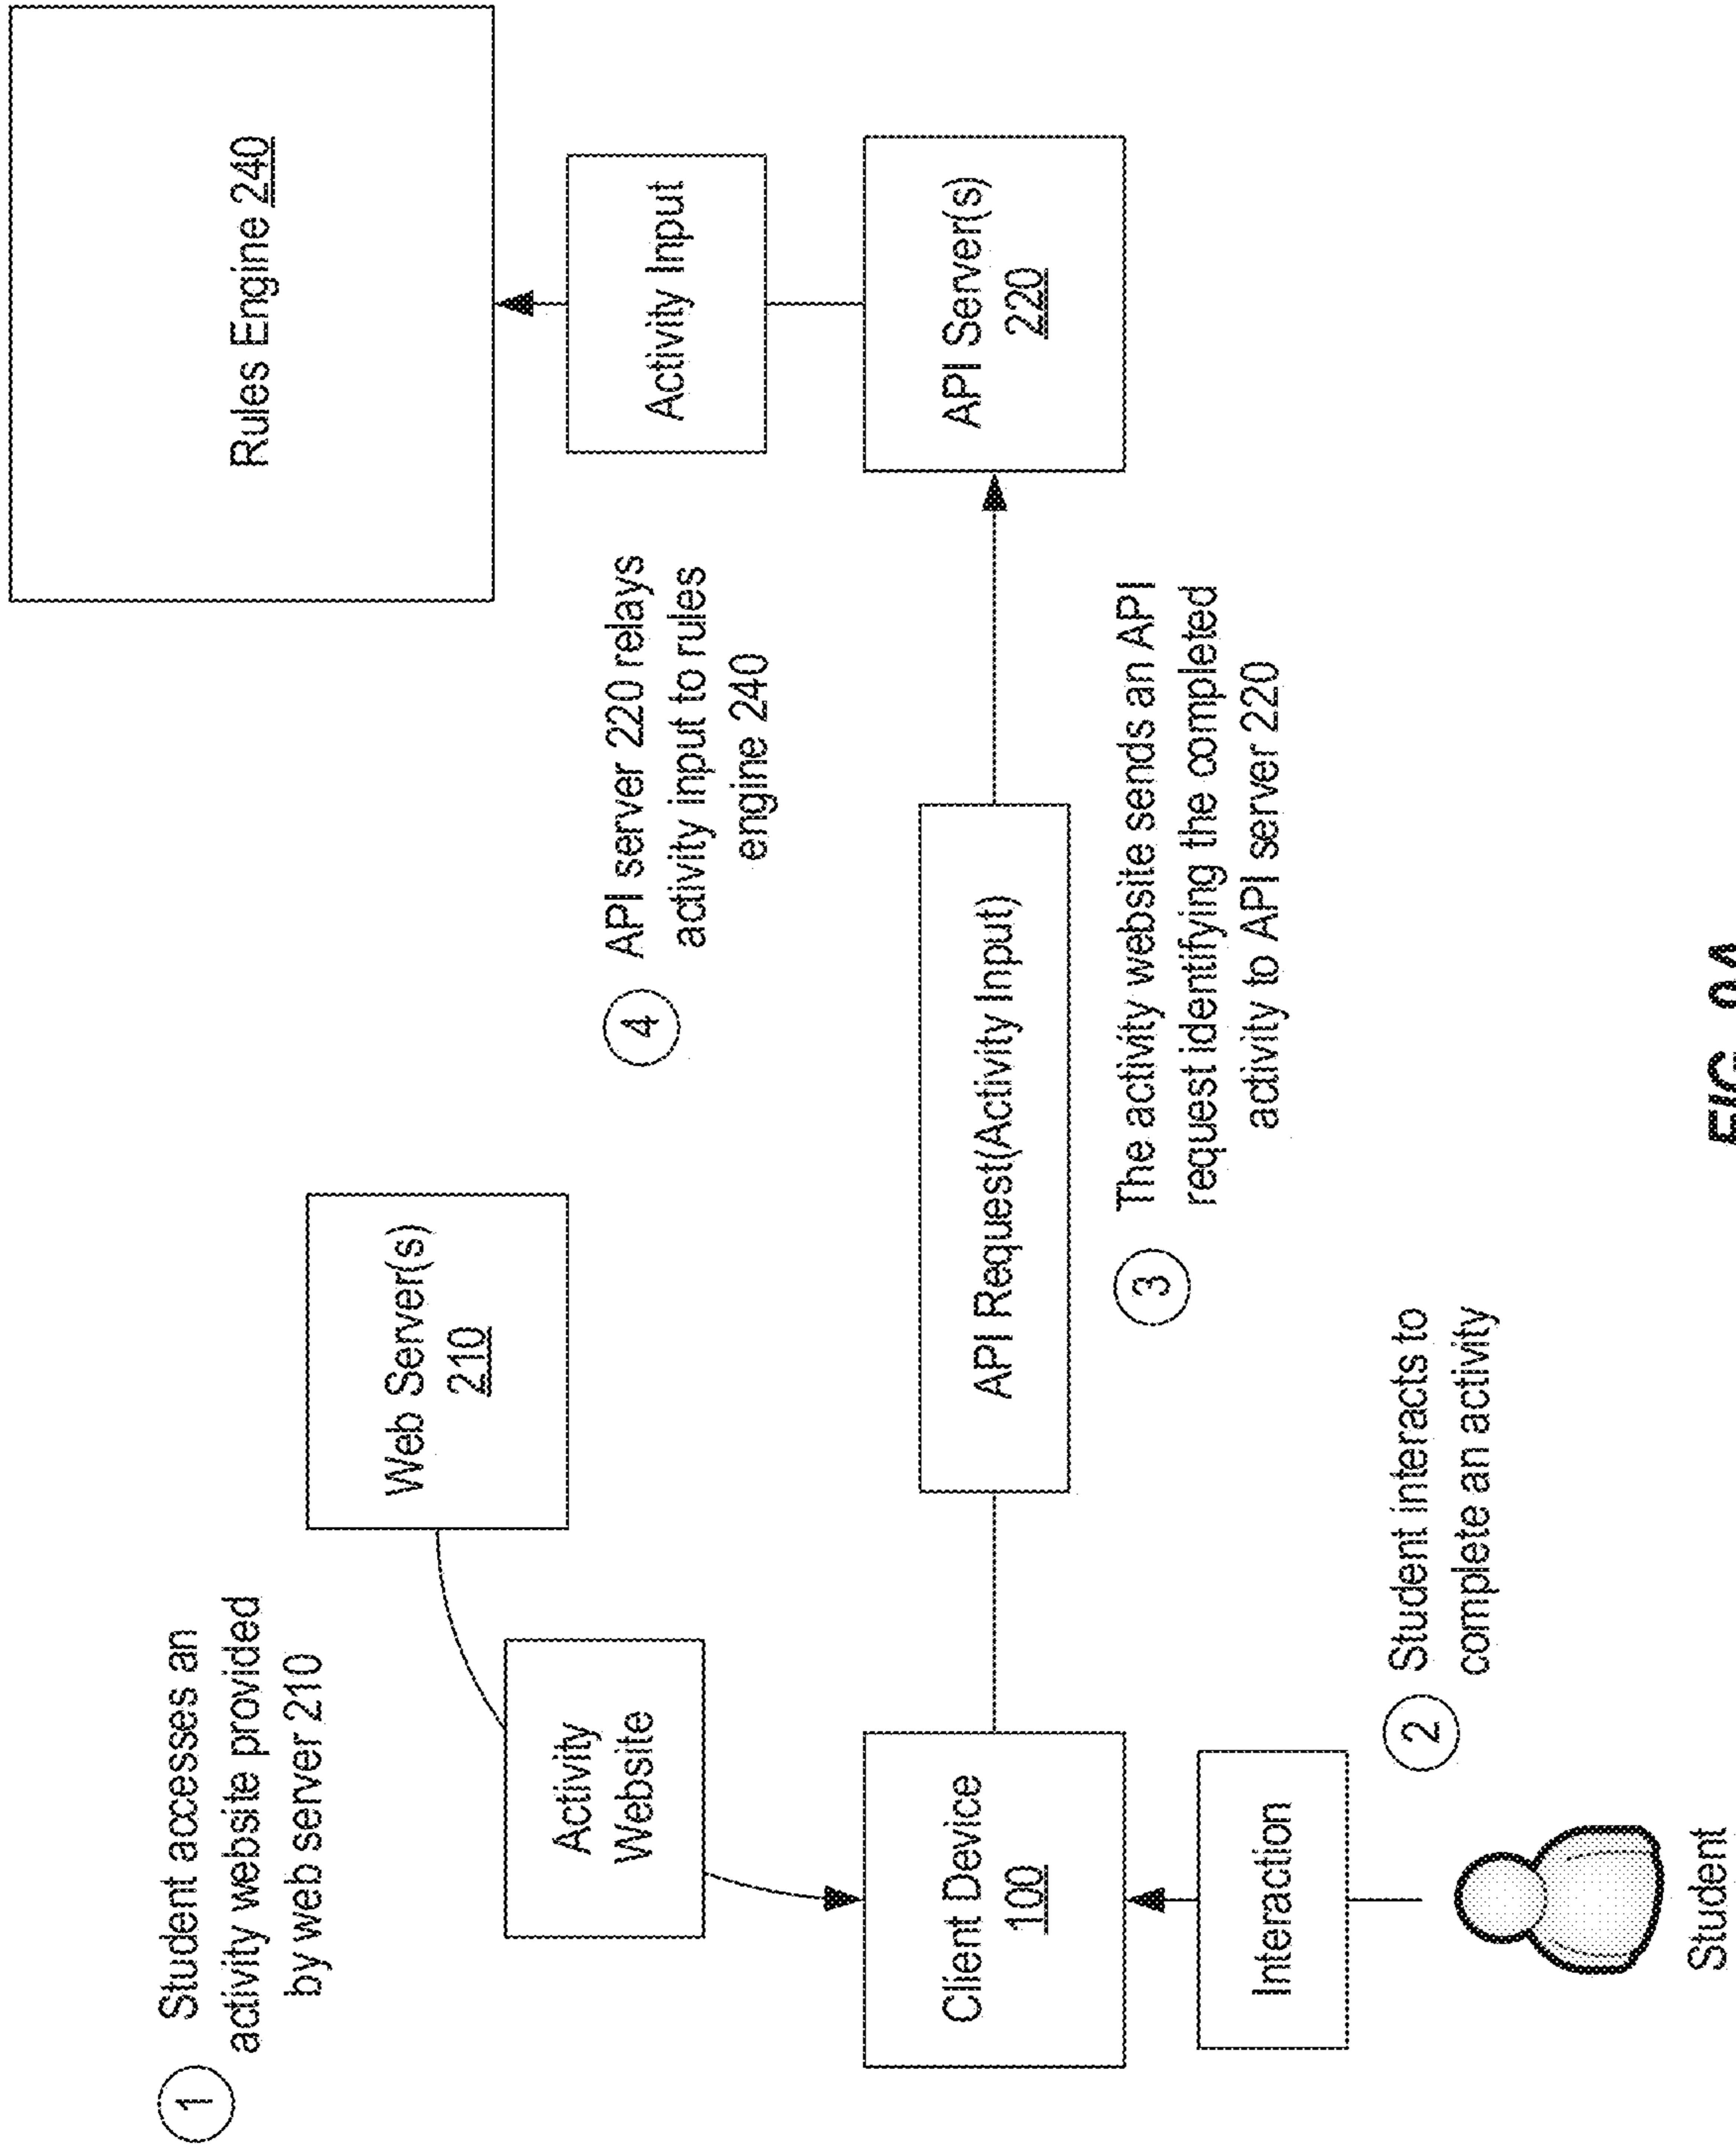 1
Student accesses an
activity website provided
by web server 210
Web Server(s)
210
Activity
Website
Rules Engine 240
4
API server 220 relays
activity input to rules
engine 240
Activity Input
Client Device
100
API Request(Activity Input)
API Server(s)
220
3
The activity website sends an API
request identifying the completed
activity to API server 220
Interaction
2
Student interacts to
complete an activity
Student
FIG.